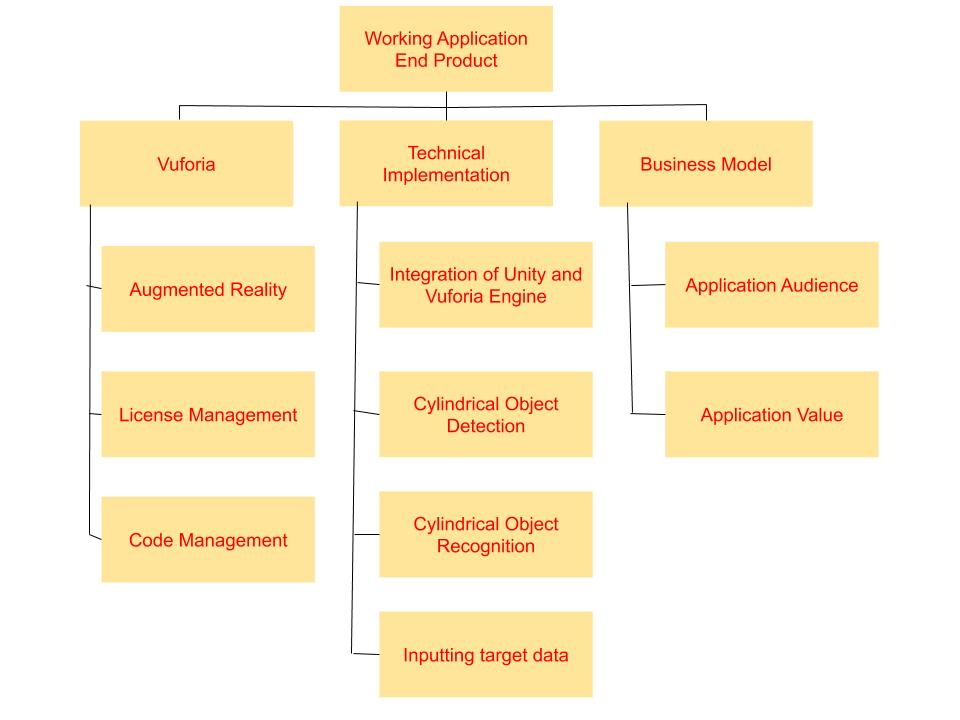 Working Application
End Product
Vuforia
Technical
Implementation
Business Model
Augmented Reality
License Management
Code Management
Integration of Unity and
Vuforia Engine
Cylindrical Object
Detection
Cylindrical Object
Recognition
Inputting target data
Application Audience
Application Value